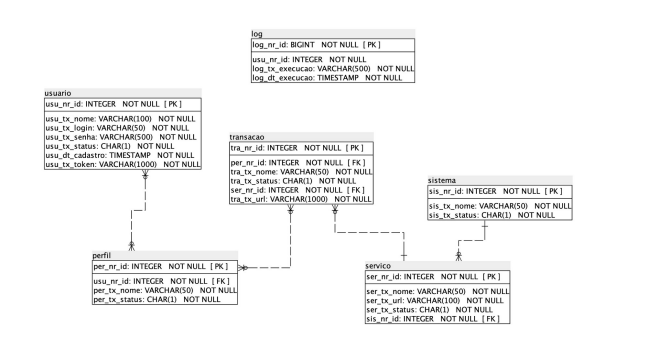 log
log_nr_id: BIGINT NOT NULL [ PK ]
usu_nr_id: INTEGER NOT NULL
log_tx_execucao: VARCHAR(500) NOT NULL
log_dt_execucao: TIMESTAMP NOT NULL
usuario
usu_nr_id: INTEGER NOT NULL [ PK ]
usu_tx_nome: VARCHAR(100) NOT NULL
usu_tx_login: VARCHAR(50) NOT NULL
usu_tx_senha: VARCHAR(500) NOT NULL
usu_tx_status: CHAR(1) NOT NULL
usu_dt_cadastro: TIMESTAMP NOT NULL
usu_tx_token: VARCHAR(1000) NOT NULL
transacao
tra_nr_id: INTEGER NOT NULL [ PK ]
per_nr_id: INTEGER NOT NULL [ FK ]
tra_tx_nome: VARCHAR(50) NOT NULL
tra_tx_status: CHAR(1) NOT NULL
ser_nr_id: INTEGER NOT NULL [ FK ]
tra_tx_url: VARCHAR(1000) NOT NULL
sistema
sis_nr_id: INTEGER NOT NULL [ PK ]
sis_tx_nome: VARCHAR(50) NOT NULL
sis_tx_status: CHAR(1) NOT NULL
perfil
per_nr_id: INTEGER NOT NULL [ PK ]
usu_nr_id: INTEGER NOT NULL [ FK ]
per_tx_nome: VARCHAR(50) NOT NULL
per_tx_status: CHAR(1) NOT NULL
servico
ser_nr_id: INTEGER NOT NULL [ PK ]
ser_tx_nome: VARCHAR(50) NOT NULL
ser_tx_url: VARCHAR(100) NOT NULL
ser_tx_status: CHAR(1) NOT NULL
sis_nr_id: INTEGER NOT NULL [ FK ]